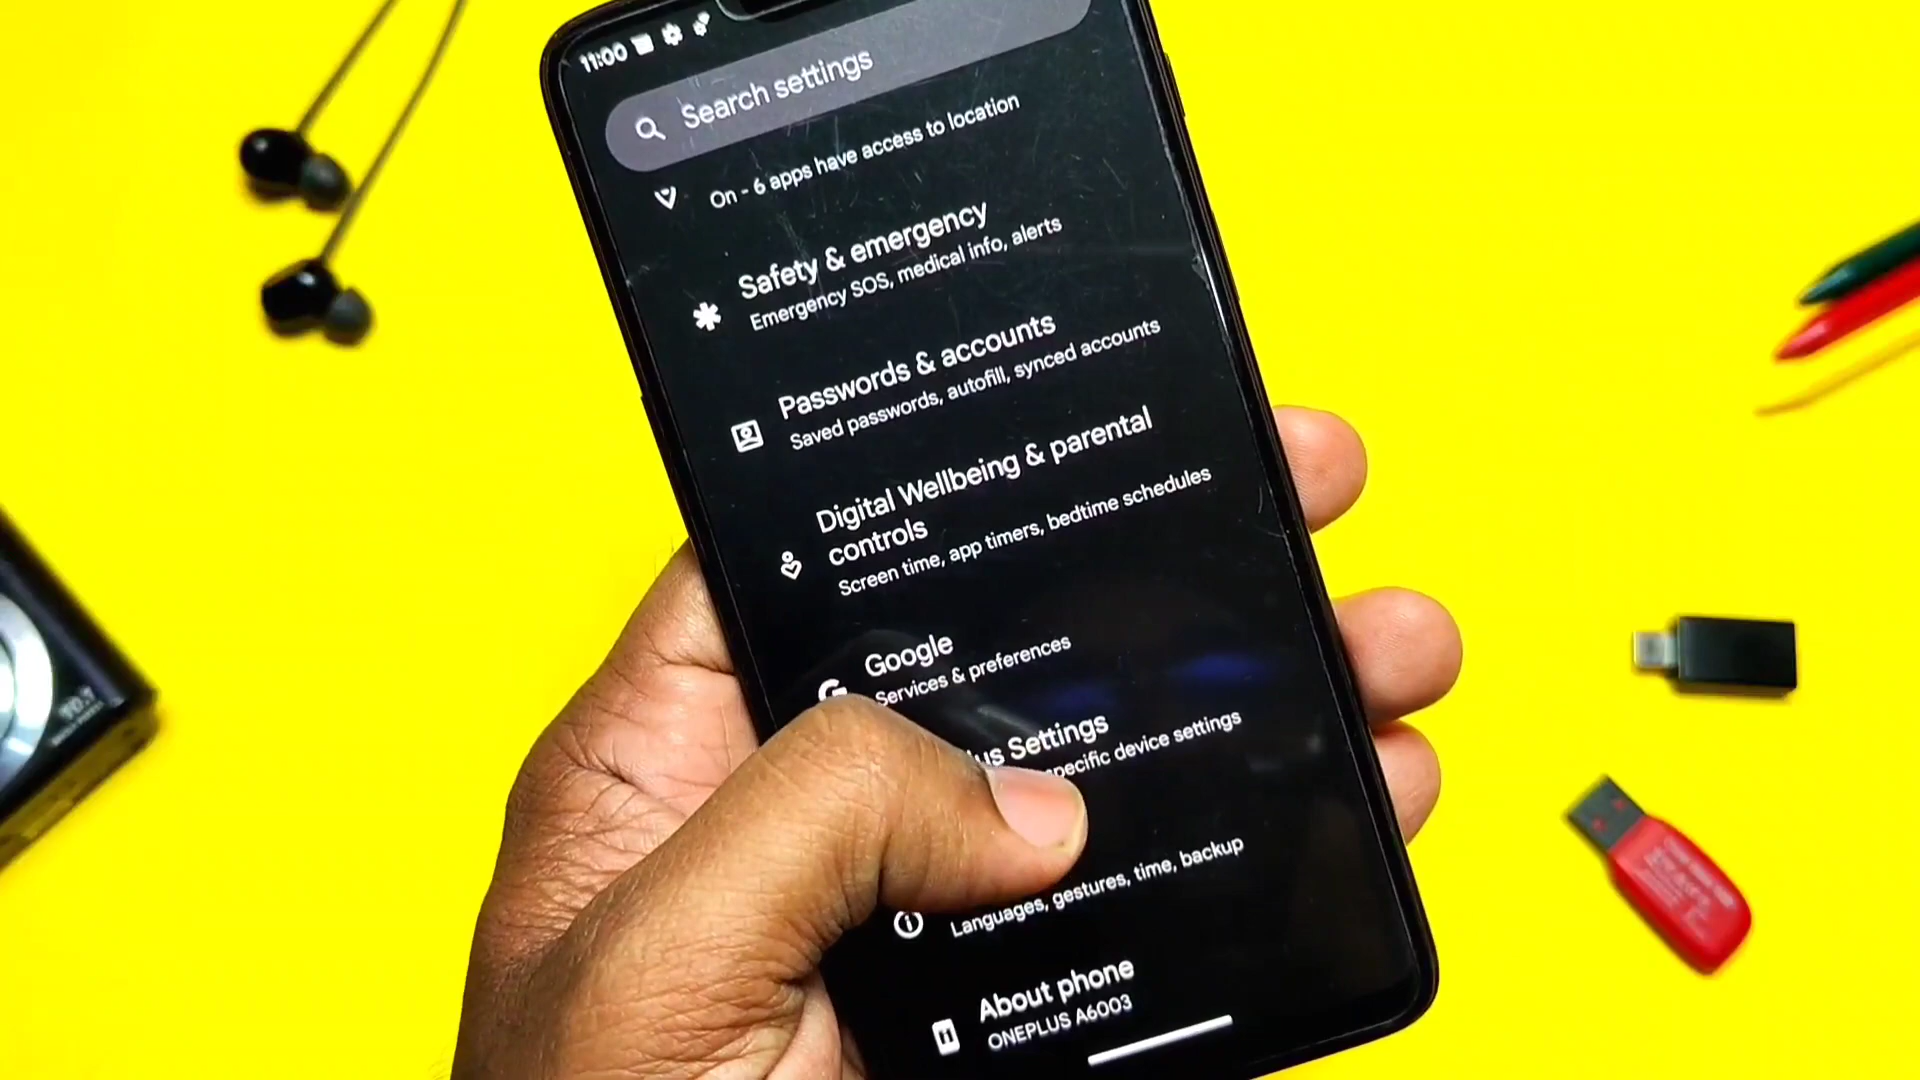 11:00
Search settings
On - 6 apps have access to location
Safety & emergency
Emergency SOS, medical info, alerts
Passwords & accounts
Saved passwords, autofill, synced accounts
Digital Wellbeing & parental
controls
Screen time, app timers, bedtime schedules
Google
Services & preferences
lus Settings
specific device settings
Languages, gestures, time, backup
About phone
ONEPLUS A6003